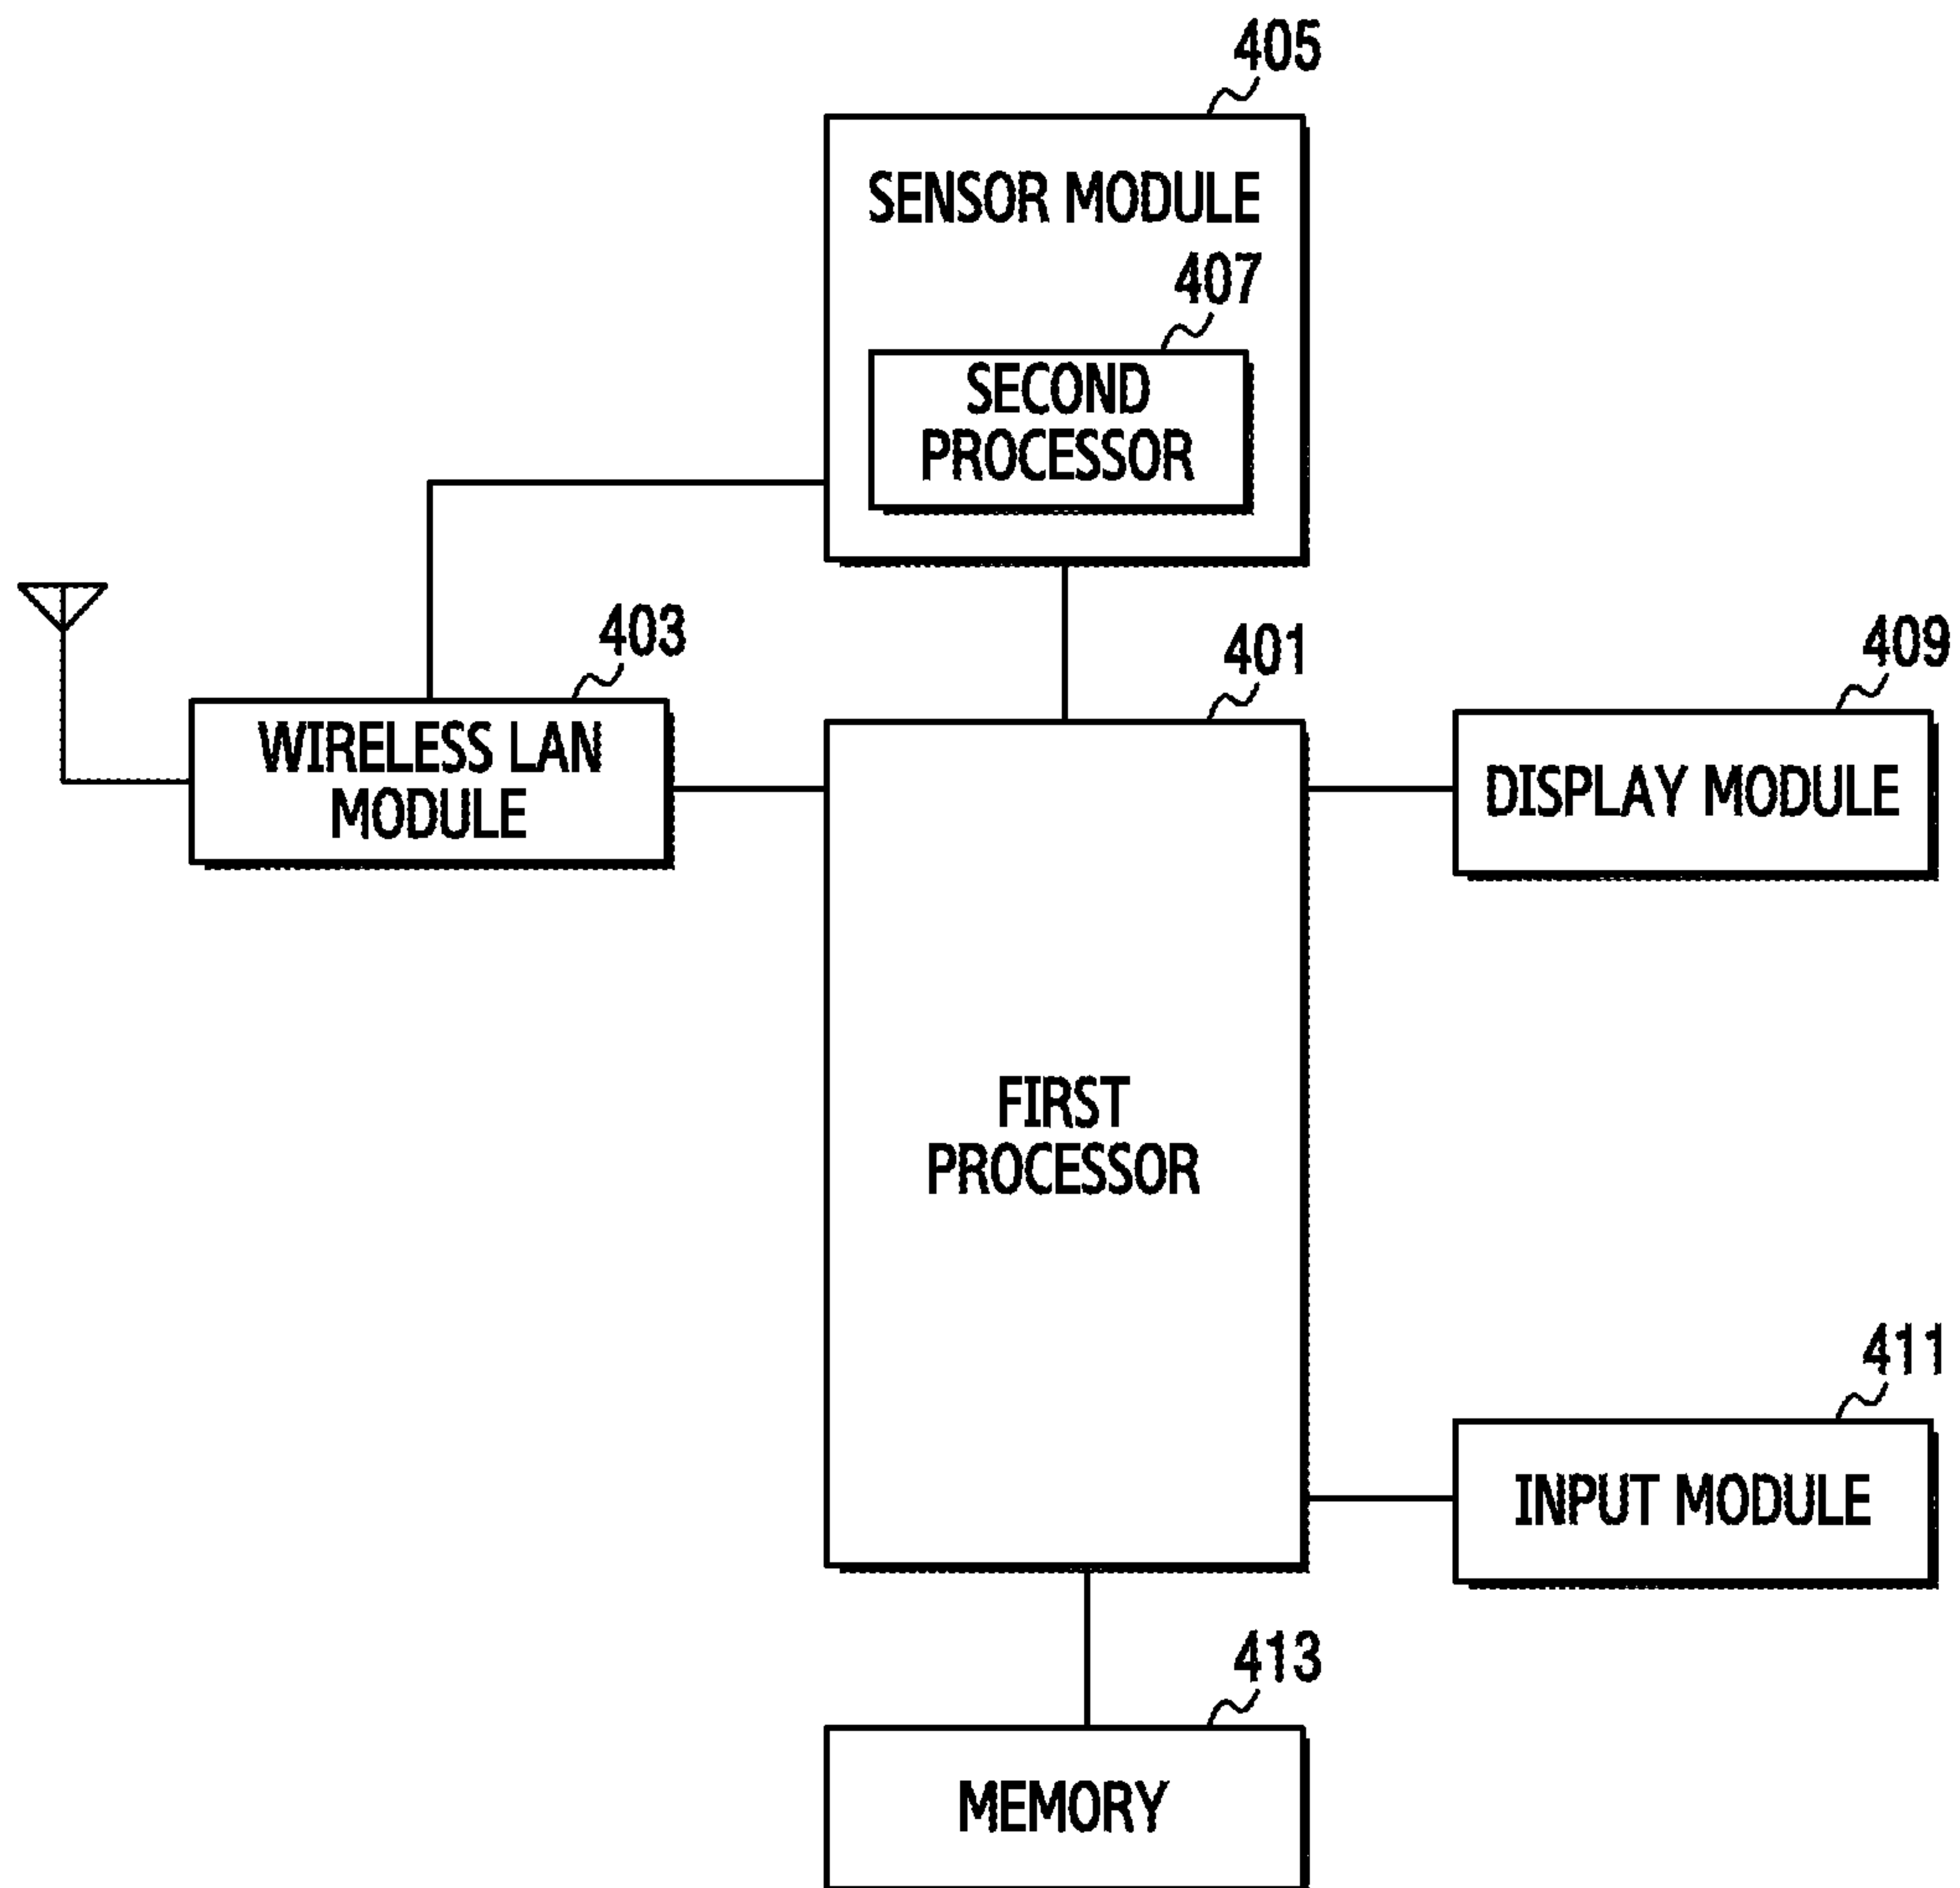 405
SENSOR MODULE
407
SECOND
PROCESSOR
403
401
409
WIRELESS LAN
MODULE
DISPLAY MODULE
FIRST
PROCESSOR
411
INPUT MODULE
413
MEMORY